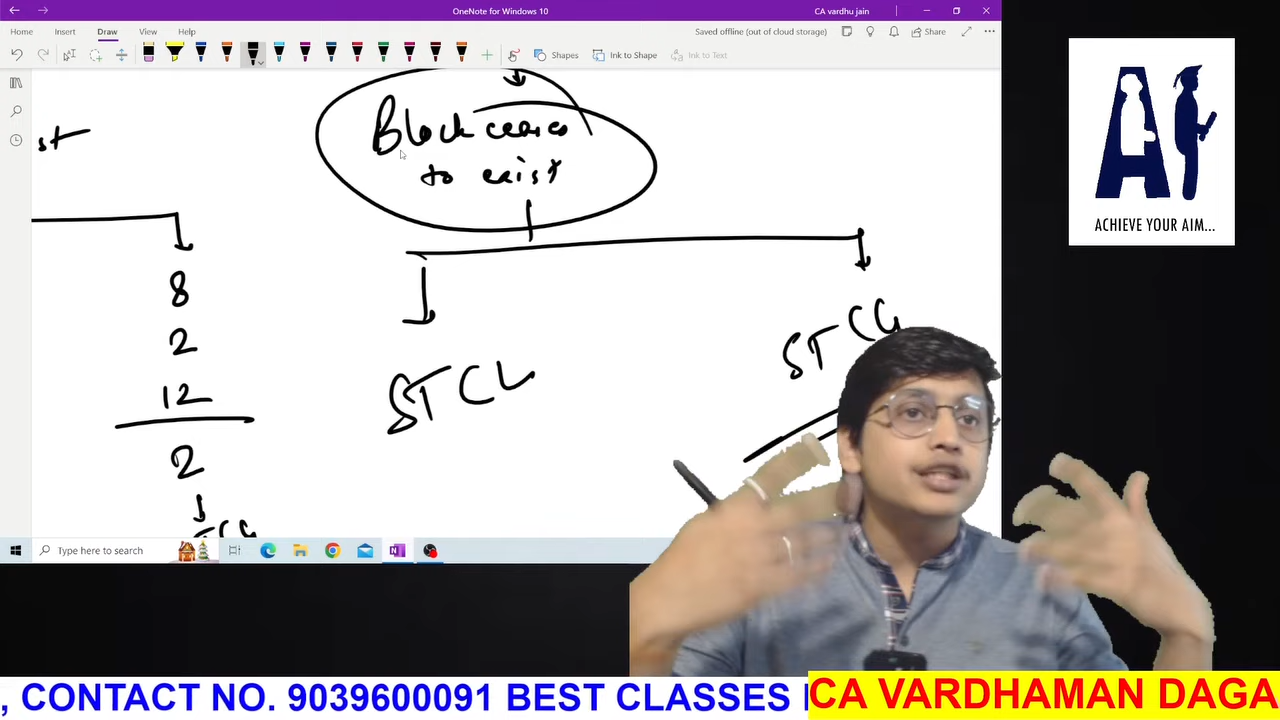 OneNote for Windows 10
CA vardhu jain
Home Insert Draw View Help
Saved offline (out of cloud storage)
Share
Shapes
Ink to Shape
Ink to Text
st
Block ceases
to exist
8
2
12
2
STCL
STCG
ACHIEVE YOUR AIM...
Type here to search
, CONTACT NO. 9039600091 BEST CLASSES
CA VARDHAMAN DAGA